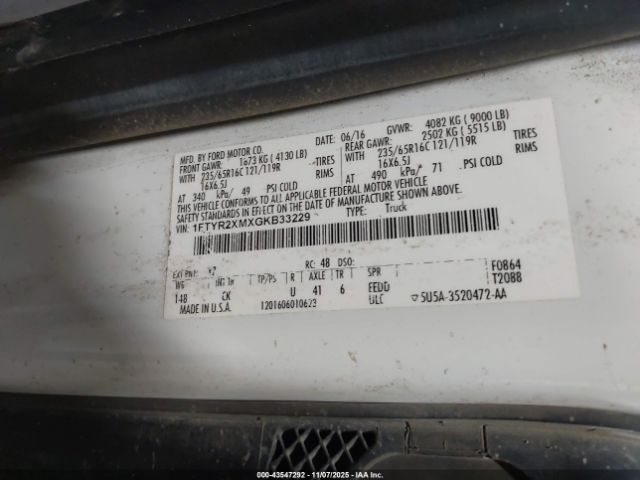 MFD. BY FORD MOTOR CO.
DATE: 06/16 GVWR: 4082 KG ( 9000 LB)
FRONT GAWR: 1673 KG ( 4130 LB) REAR GAWR: 2502 KG ( 5515 LB)
WITH 235/65R16C 121/119R TIRES WITH 235/65R16C 121/119R TIRES
16X6.5J RIMS 16X6.5J RIMS
AT 340 kPa/ 49 PSI COLD AT 490 kPa/ 71 PSI COLD
THIS VEHICLE CONFORMS TO ALL APPLICABLE FEDERAL MOTOR VEHICLE
SAFETY STANDARDS IN EFFECT ON THE DATE OF MANUFACTURE SHOWN ABOVE.
VIN: 1FTYR2XMXGKB33229 TYPE: Truck
F0864
T2088
EXT PNT: YZ RC: 48 DSO:
WB INT TR TP/PS R AXLE TR SPR
148 CK U 41 6 FEDD
MADE IN U.S.A. 1201606010623 ULC 5U5A-3520472-AA
000-43547292 - 11/07/2025 - IAA Inc.